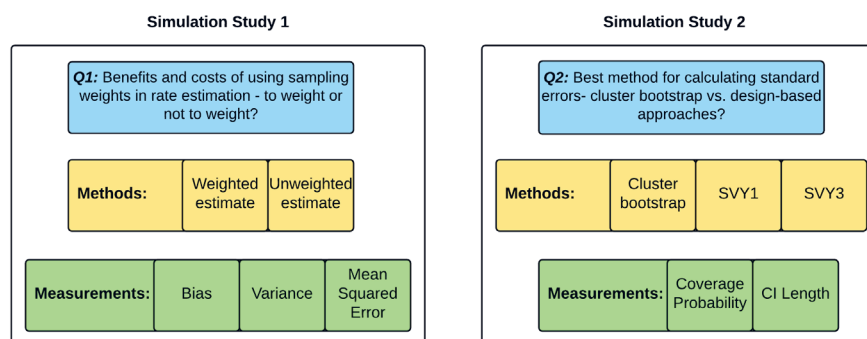 Simulation Study 1
Q1: Benefits and costs of using sampling
weights in rate estimation - to weight or
not to weight?
Methods:
Weighted
estimate
Unweighted
estimate
Measurements:
Bias
Variance
Mean
Squared
Error
Simulation Study 2
Q2: Best method for calculating standard
errors- cluster bootstrap vs. design-based
approaches?
Methods:
Cluster
bootstrap
SVY1
SVY3
Measurements:
Coverage
Probability
CI Length